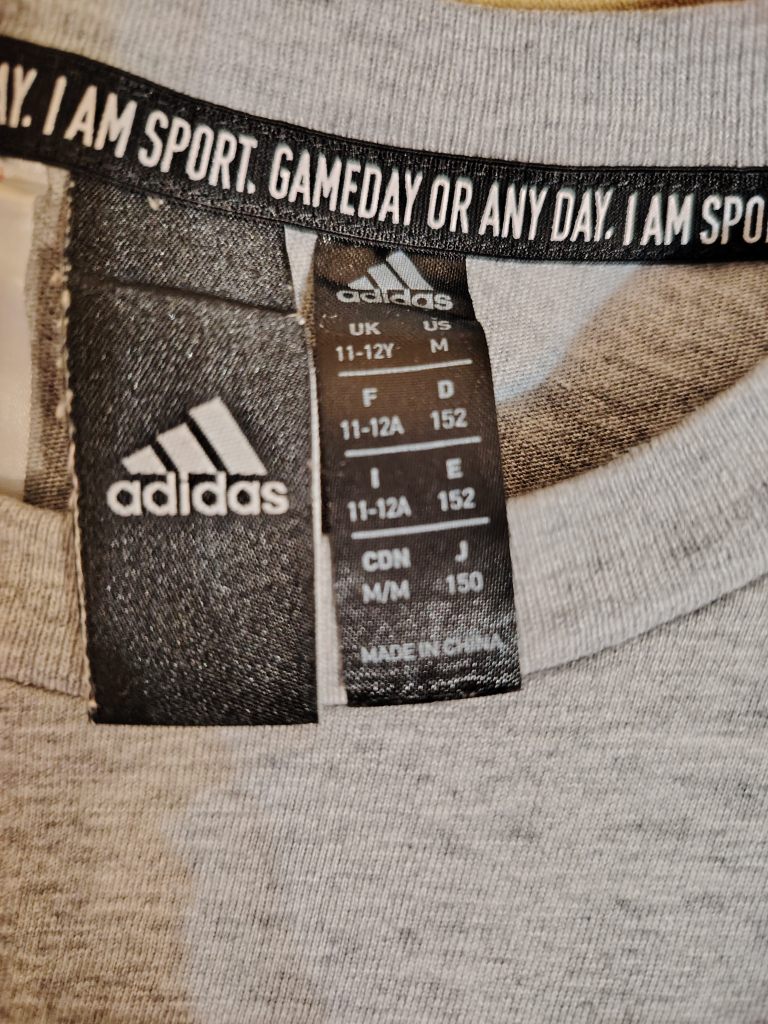 AY. I AM SPORT. GAMEDAY OR ANY DAY. I AM SPO
adidas
adidas
UK US
11-12Y M
F D
11-12A 152
I E
11-12A 152
CDN J
M/M 150
MADE IN CHINA